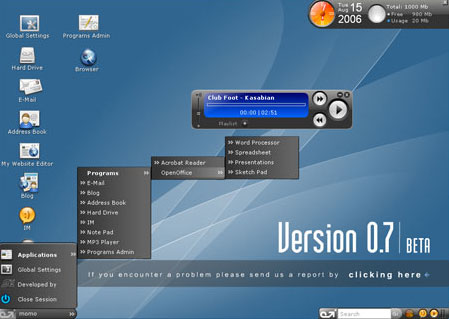 Global Settings
Programs Admin
Tue
Aug 15
2006
Total: 1000 Mb
Free : 980 Mb
Usage : 20 Mb
Hard Drive
Browser
E-Mail
Address Book
My Website Editor
Blog
IM
Club Foot - Kasabian
00:00 | 02:51
Playlist
Programs
E-Mail
Blog
Address Book
Hard Drive
IM
Note Pad
MP3 Player
Programs Admin
Acrobat Reader
OpenOffice
Word Processor
Spreadsheet
Presentations
Sketch Pad
Version 0.7 | BETA
If you encounter a problem please send us a report by clicking here
Applications
Global Settings
Developed by
Close Session
momo
Search
Go